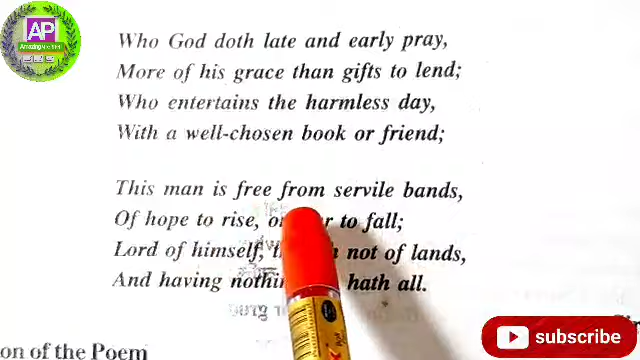 AP
Who God doth late and early pray,
More of his grace than gifts to lend;
Who entertains the harmless day,
With a well-chosen book or friend;
This man is free from servile bands,
Of hope to rise, to fall;
Lord of himself, not of lands,
And having hath all.
on of the Poem
subscribe